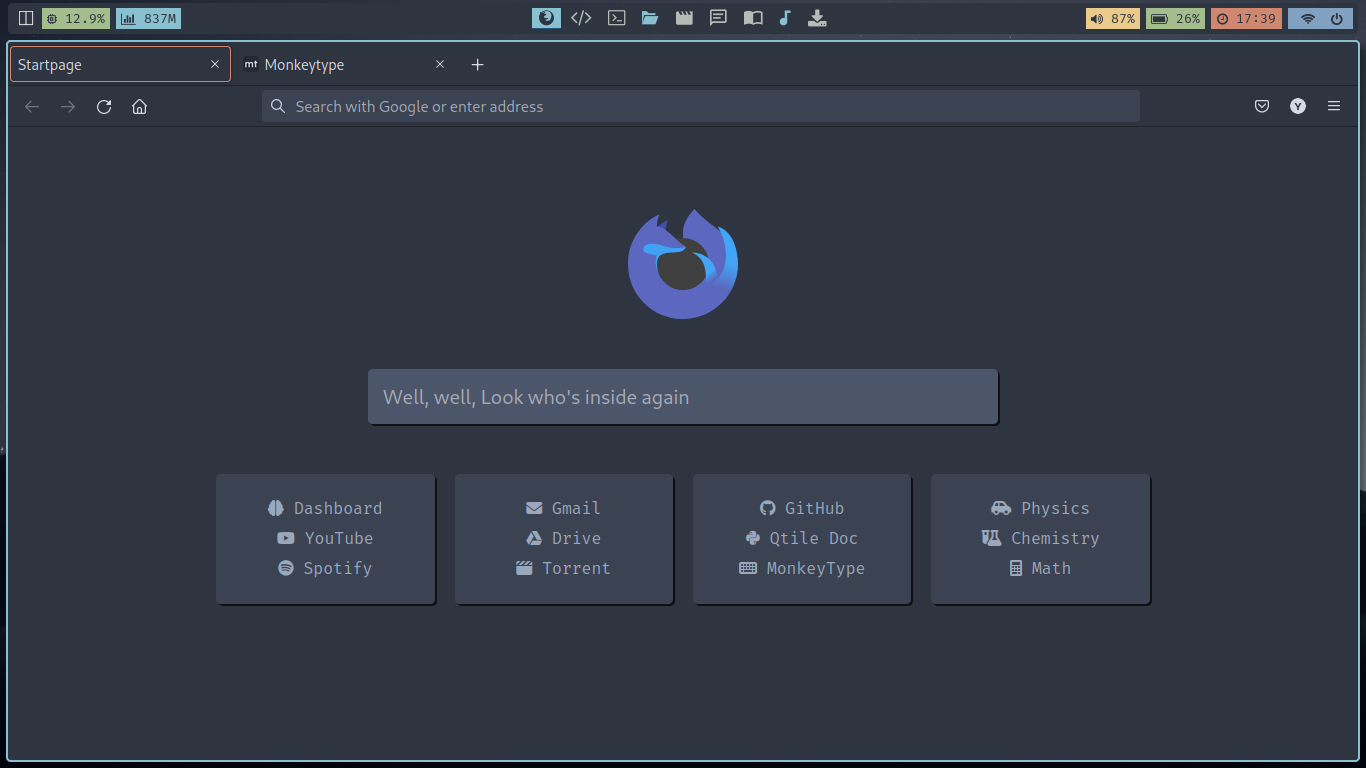 12.9% 837M 87% 26% 17:39
Startpage mt Monkeytype
Search with Google or enter address Y
Well, well, Look who's inside again
Dashboard Gmail GitHub Physics
YouTube Drive Qtile Doc Chemistry
Spotify Torrent MonkeyType Math